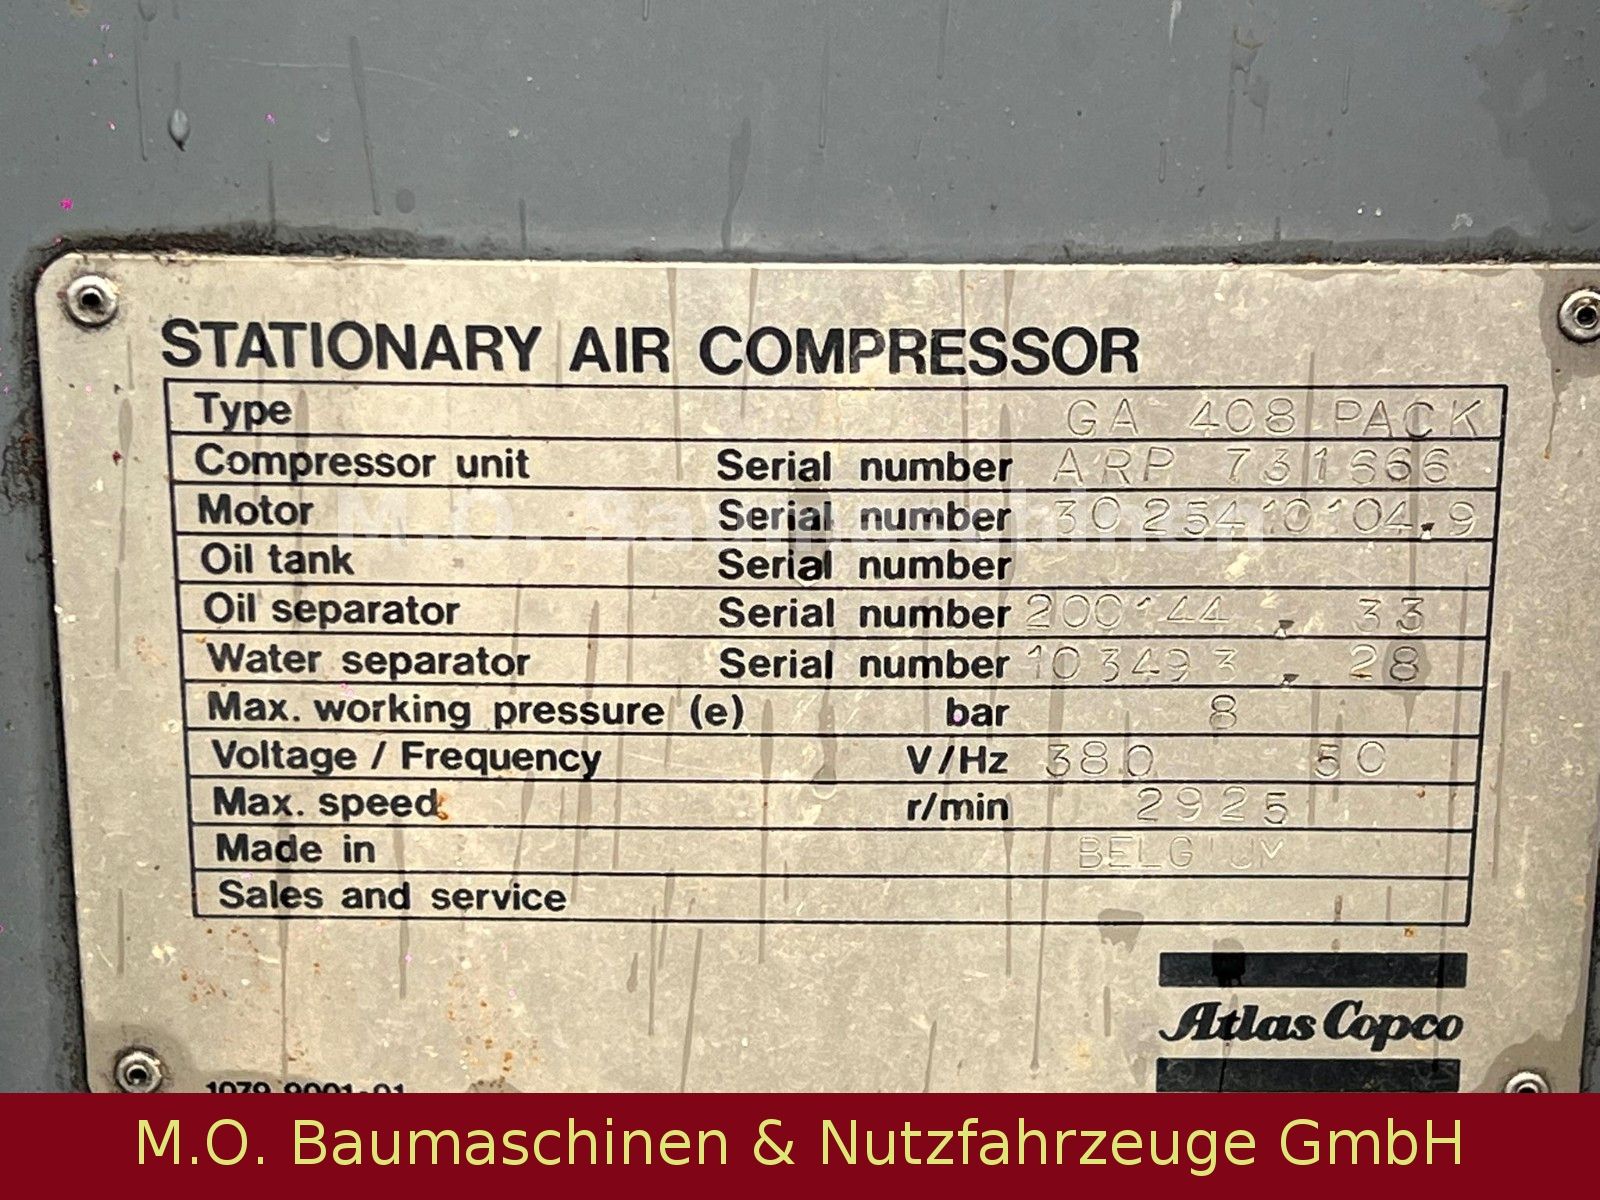 STATIONARY AIR COMPRESSOR
Type GA 408 PACK
Compressor unit Serial number ARP 731666
Motor Serial number 3025410104.9
Oil tank Serial number
Oil separator Serial number 200144 . 33
Water separator Serial number 103493 . 28
Max. working pressure (e) bar 8
Voltage / Frequency V/Hz 380 50
Max. speed r/min 2925
Made in BELGIUM
Sales and service
Atlas Copco
M.O. Baumaschinen
M.O. Baumaschinen & Nutzfahrzeuge GmbH